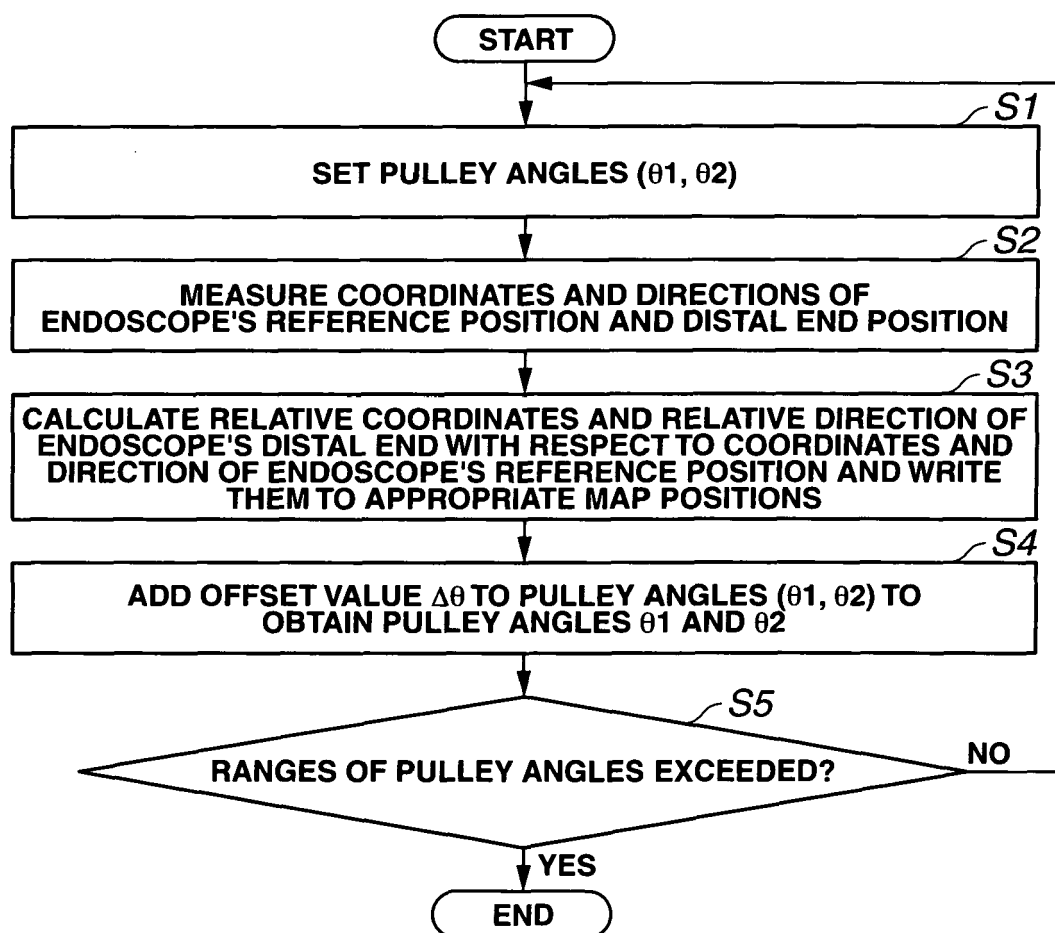 START
S1
SET PULLEY ANGLES (θ1, θ2)
S2
MEASURE COORDINATES AND DIRECTIONS OF
ENDOSCOPE'S REFERENCE POSITION AND DISTAL END POSITION
S3
CALCULATE RELATIVE COORDINATES AND RELATIVE DIRECTION OF
ENDOSCOPE'S DISTAL END WITH RESPECT TO COORDINATES AND
DIRECTION OF ENDOSCOPE'S REFERENCE POSITION AND WRITE
THEM TO APPROPRIATE MAP POSITIONS
S4
ADD OFFSET VALUE Δθ TO PULLEY ANGLES (θ1, θ2) TO
OBTAIN PULLEY ANGLES θ1 AND θ2
S5
RANGES OF PULLEY ANGLES EXCEEDED?
NO
YES
END